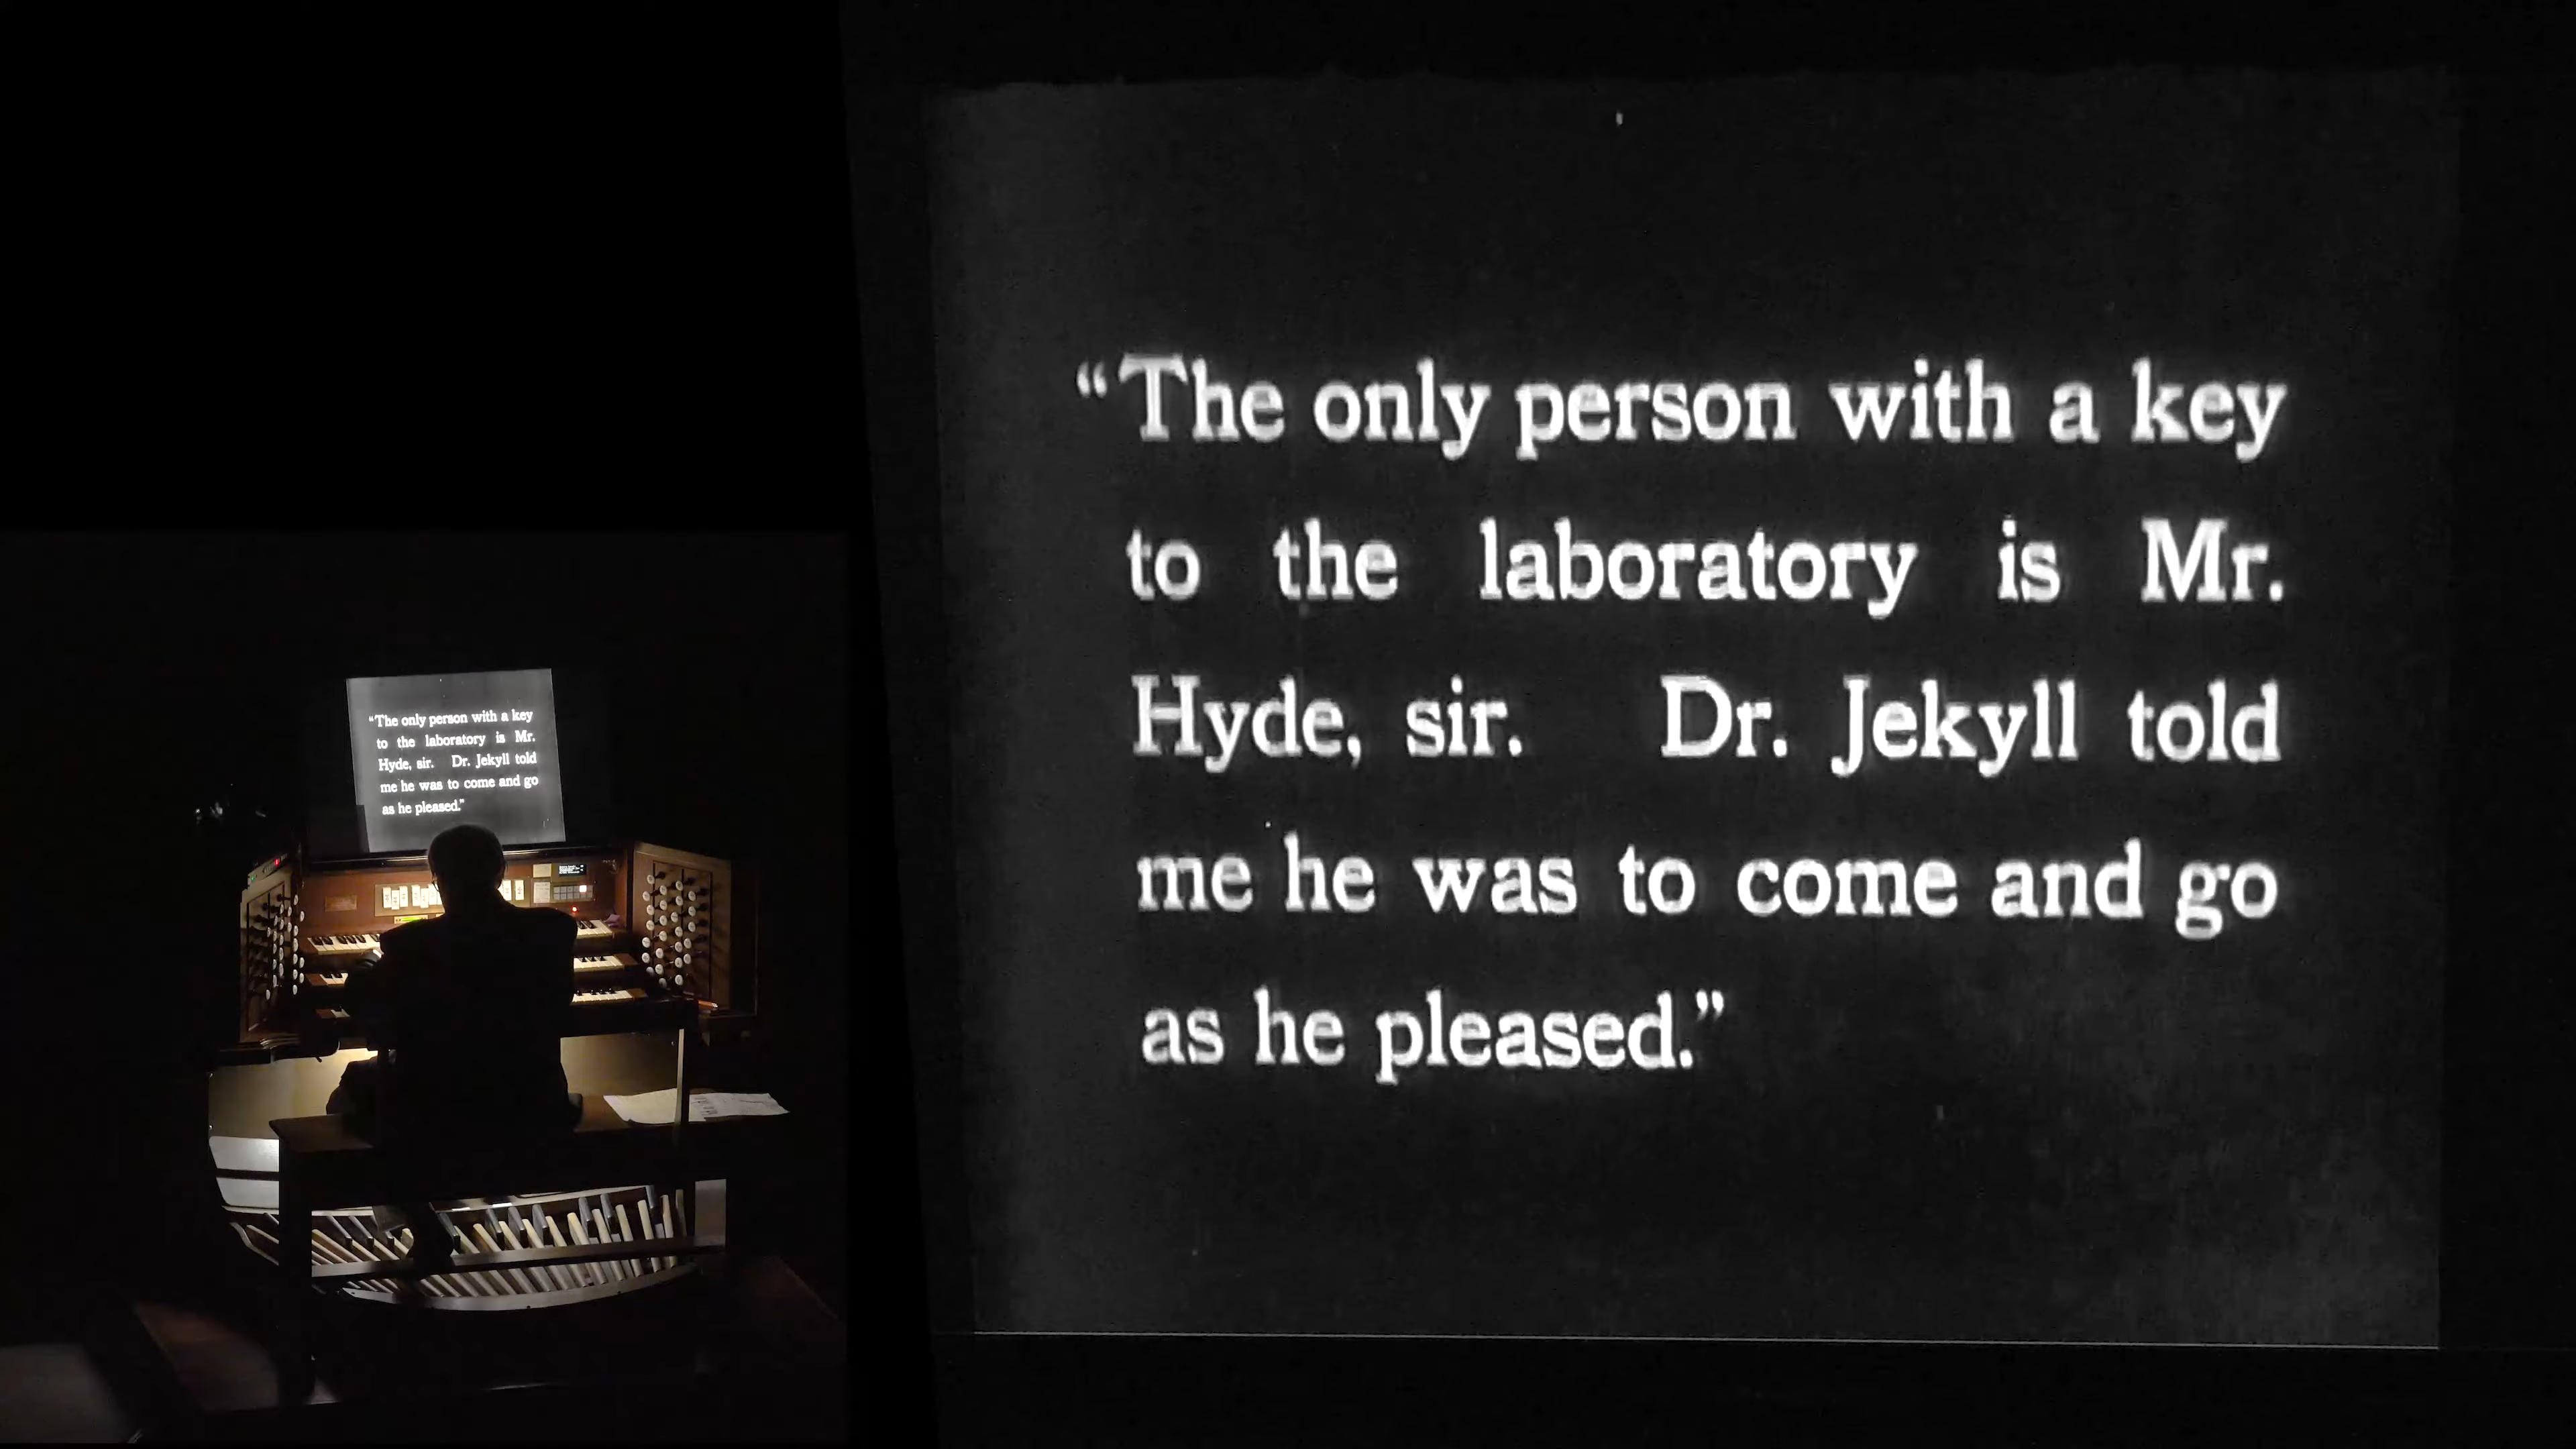 “The only person with a key
to the laboratory is Mr.
Hyde, sir. Dr. Jekyll told
me he was to come and go
as he pleased.”
“The only person with a key
to the laboratory is Mr.
Hyde, sir. Dr. Jekyll told
me he was to come and go
as he pleased.”